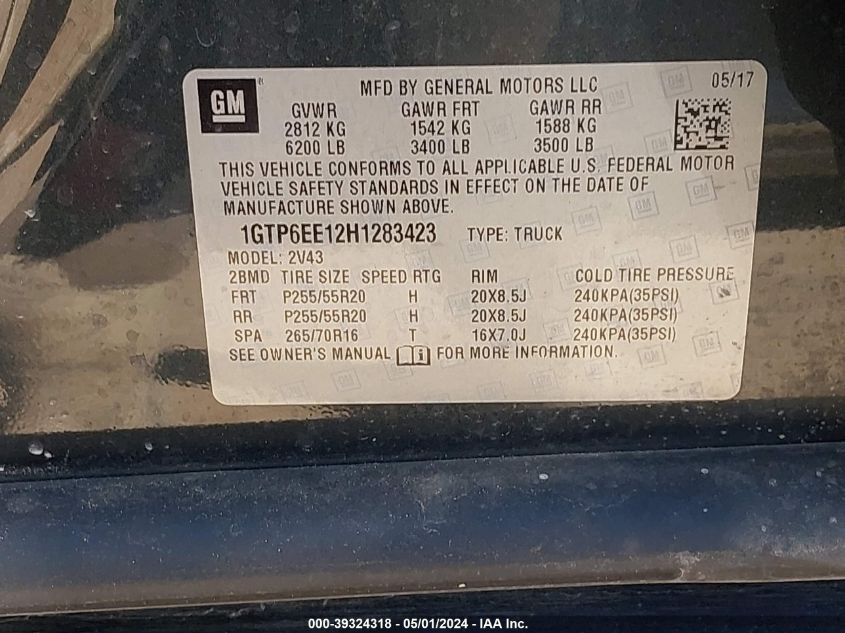 GM
MFD BY GENERAL MOTORS LLC 05/17
GVWR GAWR FRT GAWR RR
2812 KG 1542 KG 1588 KG
6200 LB 3400 LB 3500 LB
THIS VEHICLE CONFORMS TO ALL APPLICABLE U.S. FEDERAL MOTOR
VEHICLE SAFETY STANDARDS IN EFFECT ON THE DATE OF
MANUFACTURE SHOWN ABOVE.
1GTP6EE12H1283423 TYPE: TRUCK
MODEL: 2V43
2BMD TIRE SIZE SPEED RTG RIM COLD TIRE PRESSURE
FRT P255/55R20 H 20X8.5J 240KPA(35PSI)
RR P255/55R20 H 20X8.5J 240KPA(35PSI)
SPA 265/70R16 T 16X7.0J 240KPA(35PSI)
SEE OWNER'S MANUAL FOR MORE INFORMATION.
000-39324318 - 05/01/2024 - IAA Inc.